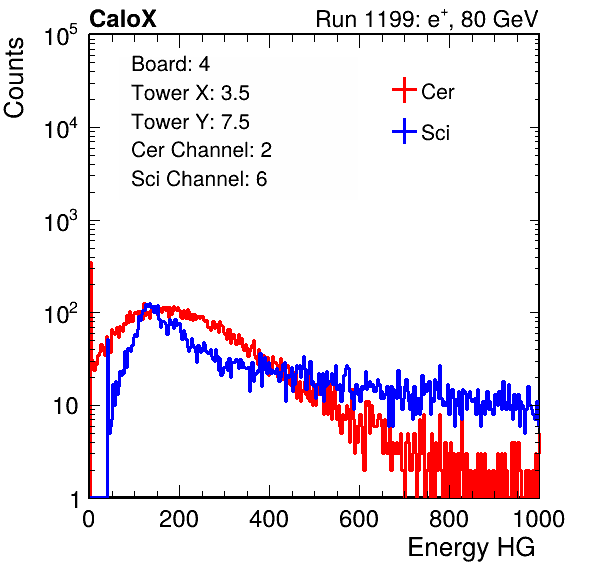 CaloX Run 1199: e⁺, 80 GeV
Counts
Board: 4
Tower X: 3.5
Tower Y: 7.5
Cer Channel: 2
Sci Channel: 6
Cer
Sci
10⁵
10⁴
10³
10²
10
1
0 200 400 600 800 1000
Energy HG